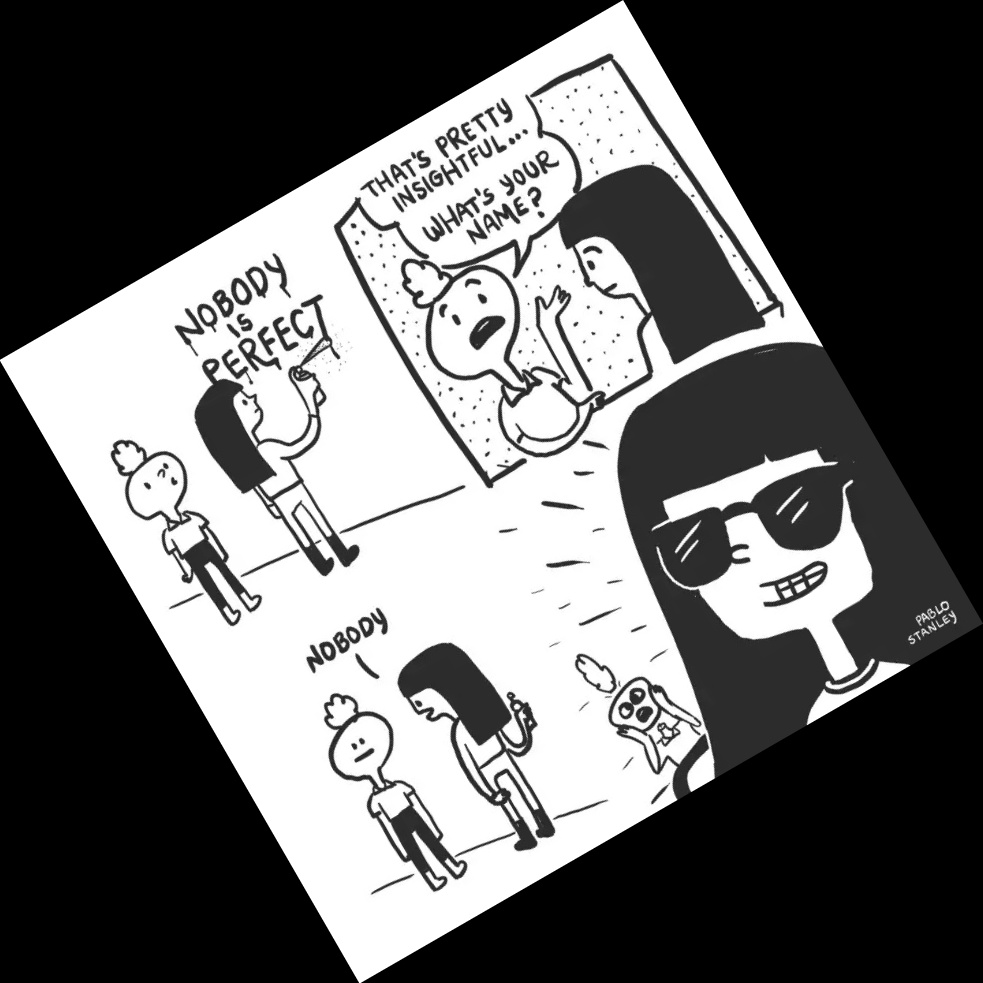 NOBODY
IS
PERFECT
THAT'S PRETTY
INSIGHTFUL...
WHAT'S YOUR
NAME?
NOBODY
PABLO
STANLEY